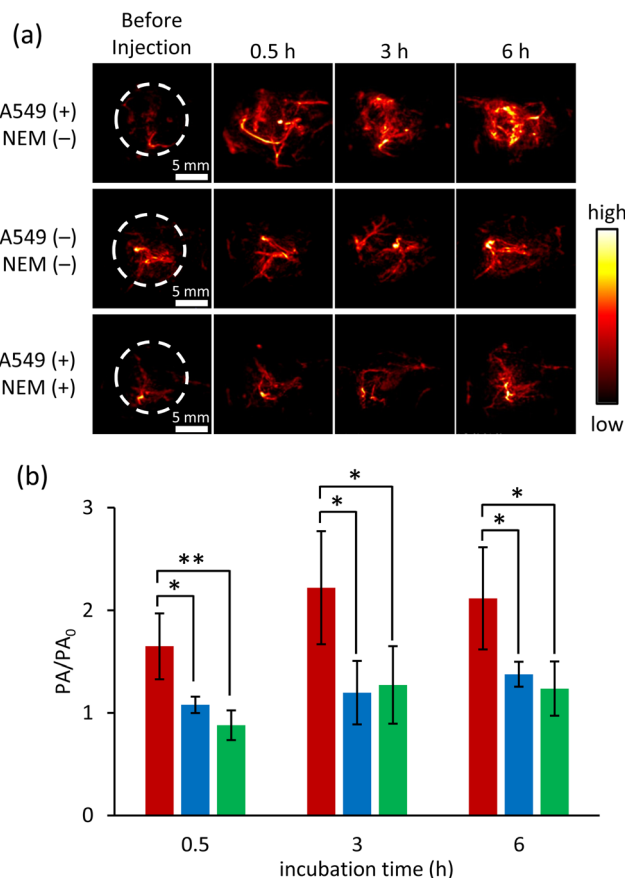 (a)
Before
Injection
0.5 h
3 h
6 h
A549 (+)
NEM (–)
5 mm
A549 (–)
NEM (–)
5 mm
A549 (+)
NEM (+)
5 mm
high
low
(b)
3
2
1
0
PA/PA0
*
**
*
*
*
*
0.5
3
6
incubation time (h)